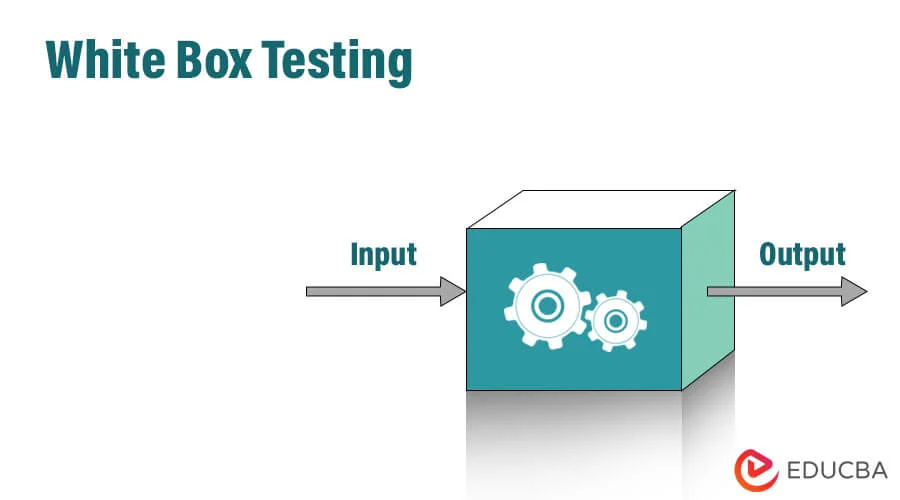 White Box Testing
Input
Output
EDUCBA